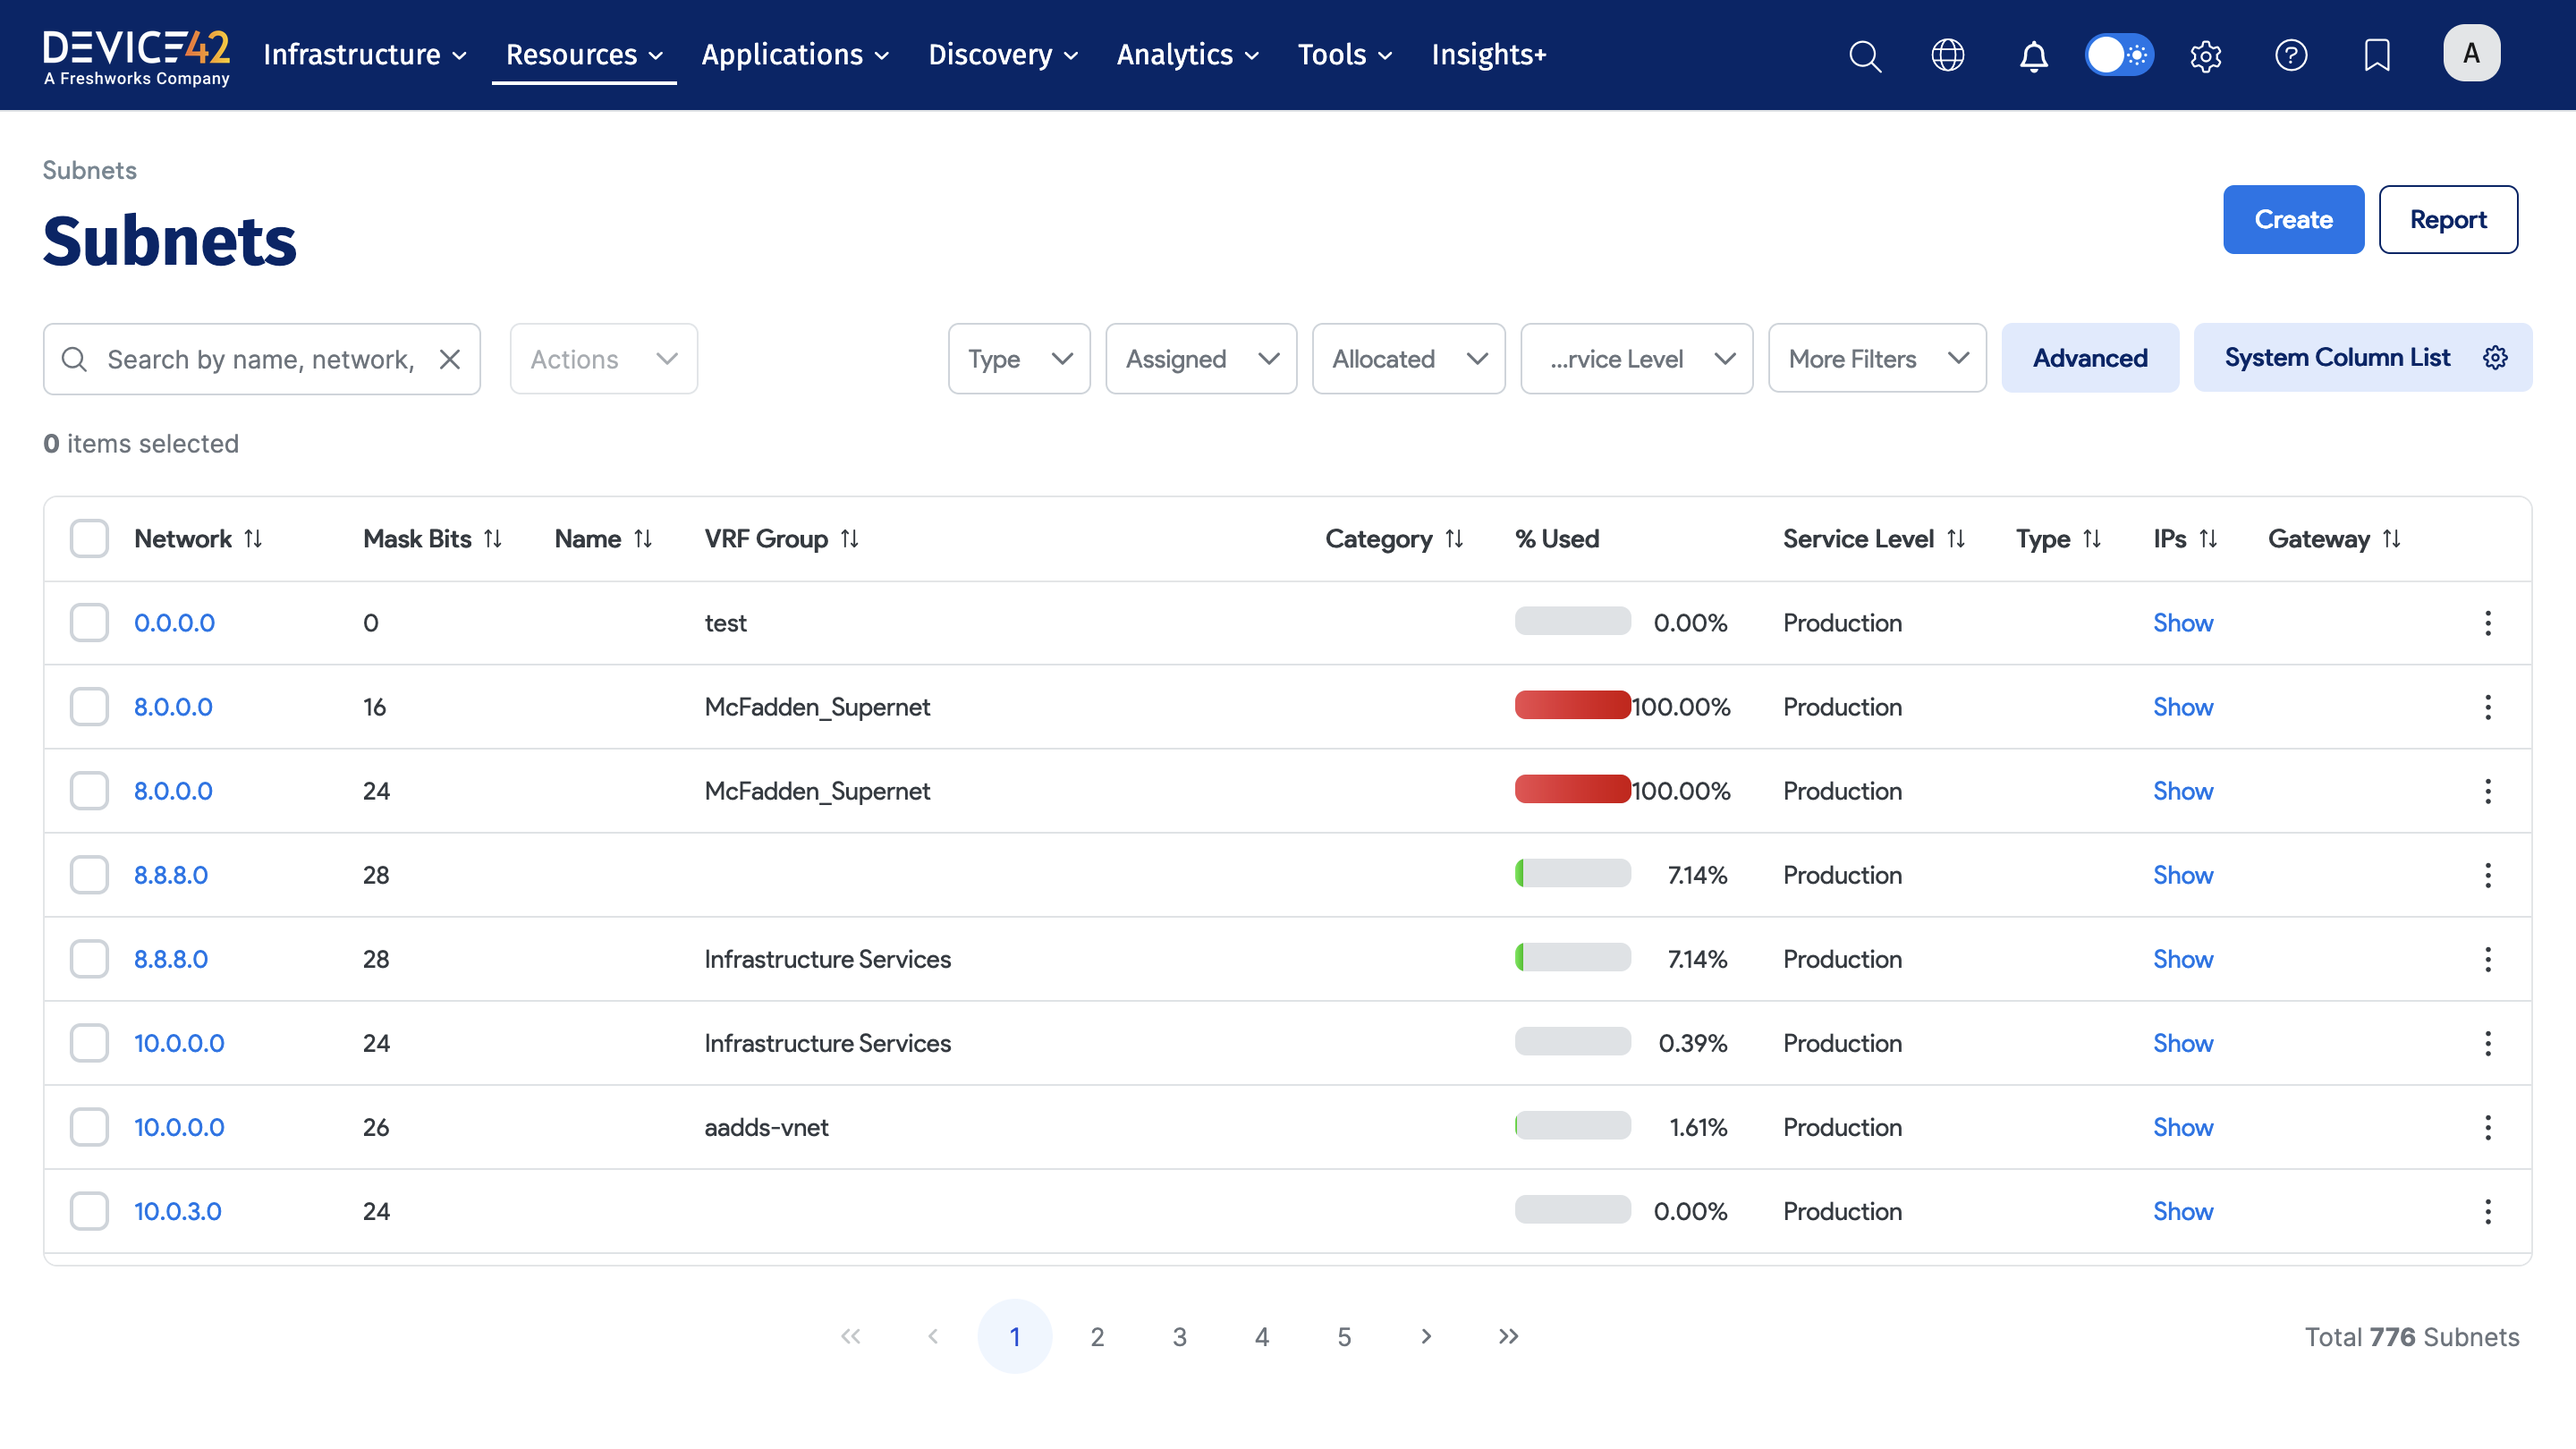 DEVICE42
A Freshworks Company
Infrastructure Resources Applications Discovery Analytics Tools Insights+
A
Subnets
Subnets
Create Report
Search by name, network, Actions Type Assigned Allocated ...rvice Level More Filters Advanced System Column List
0 items selected
Network Mask Bits Name VRF Group Category % Used Service Level Type IPs Gateway
0.0.0.0 0 test 0.00% Production Show
8.0.0.0 16 McFadden_Supernet 100.00% Production Show
8.0.0.0 24 McFadden_Supernet 100.00% Production Show
8.8.8.0 28 7.14% Production Show
8.8.8.0 28 Infrastructure Services 7.14% Production Show
10.0.0.0 24 Infrastructure Services 0.39% Production Show
10.0.0.0 26 aadds-vnet 1.61% Production Show
10.0.3.0 24 0.00% Production Show
1 2 3 4 5 Total 776 Subnets